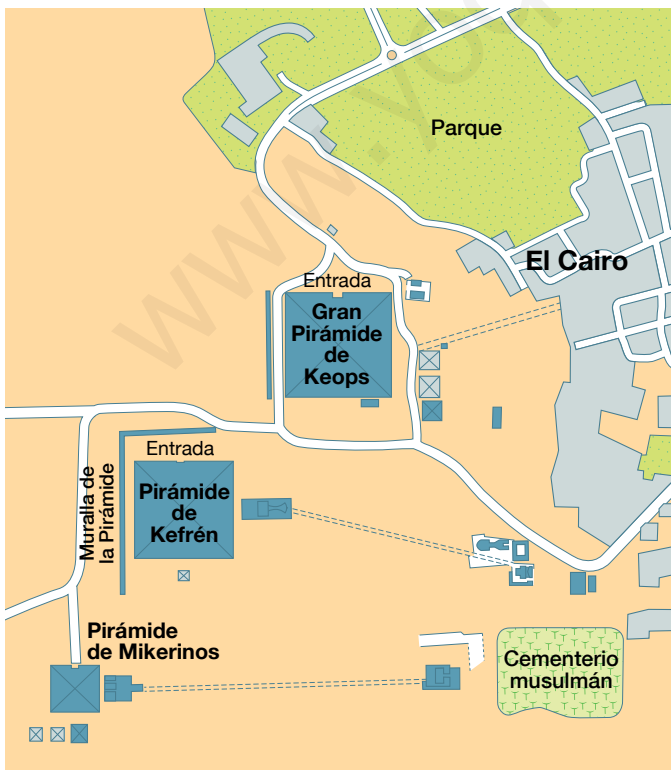 Parque
El Cairo
Entrada
Gran
Pirámide
de
Keops
Entrada
Pirámide
de
Kefrén
Muralla de
la Pirámide
Pirámide
de Mikerinos
Cementerio
musulmán